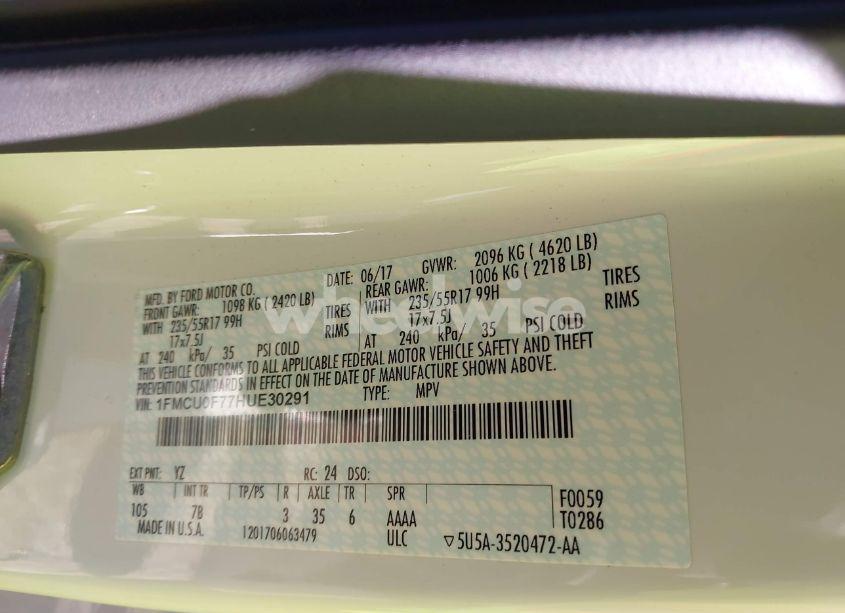 MFD. BY FORD MOTOR CO. DATE: 06/17 GVWR: 2096 KG ( 4620 LB)
FRONT GAWR: 1098 KG ( 2420 LB) REAR GAWR: 1006 KG ( 2218 LB)
WITH 235/55R17 99H TIRES WITH 235/55R17 99H TIRES
17x7.5J RIMS 17x7.5J RIMS
AT 240 kPa/ 35 PSI COLD AT 240 kPa/ 35 PSI COLD
THIS VEHICLE CONFORMS TO ALL APPLICABLE FEDERAL MOTOR VEHICLE SAFETY AND THEFT
PREVENTION STANDARDS IN EFFECT ON THE DATE OF MANUFACTURE SHOWN ABOVE.
VIN: 1FMCU0F77HUE30291 TYPE: MPV
EXT PNT: YZ RC: 24 DSO:
WB INT TR TP/PS R AXLE TR SPR
105 7B 3 35 6 AAAA
F0059
T0286
MADE IN U.S.A. 1201706063479 ULC ▽5U5A-3520472-AA
wheelwise